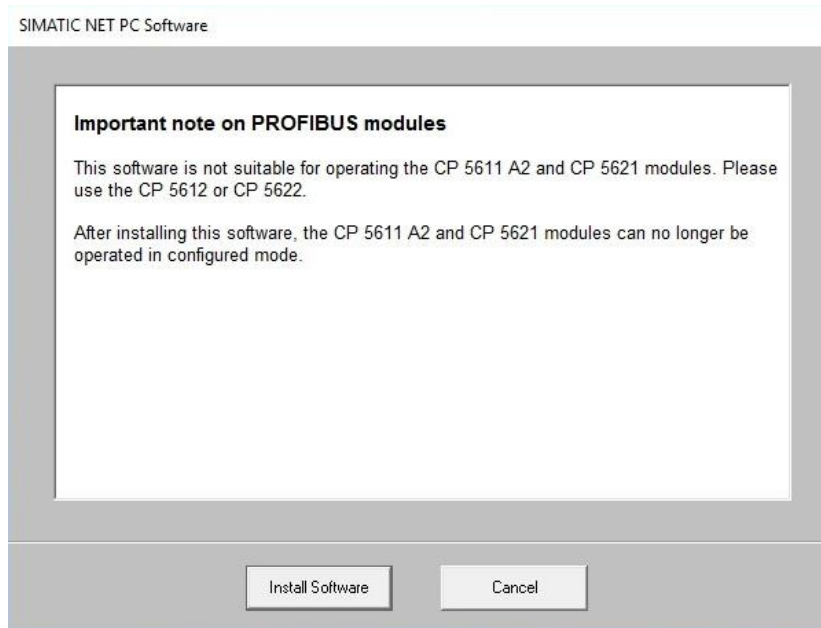 SIMATIC NET PC Software
Important note on PROFIBUS modules
This software is not suitable for operating the CP 5611 A2 and CP 5621 modules. Please
use the CP 5612 or CP 5622.
After installing this software, the CP 5611 A2 and CP 5621 modules can no longer be
operated in configured mode.
Install Software
Cancel